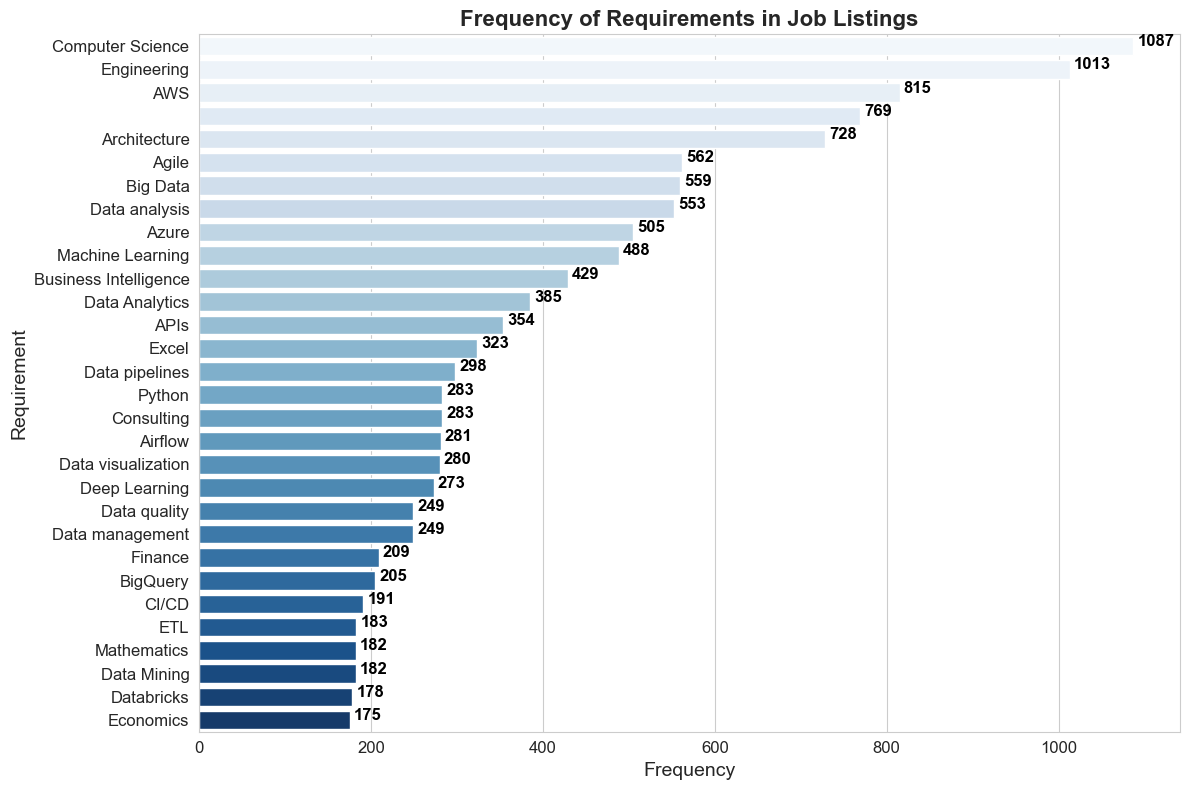 Frequency of Requirements in Job Listings
Requirement
Computer Science 1087
Engineering 1013
AWS 815
769
Architecture 728
Agile 562
Big Data 559
Data analysis 553
Azure 505
Machine Learning 488
Business Intelligence 429
Data Analytics 385
APIs 354
Excel 323
Data pipelines 298
Python 283
Consulting 283
Airflow 281
Data visualization 280
Deep Learning 273
Data quality 249
Data management 249
Finance 209
BigQuery 205
CI/CD 191
ETL 183
Mathematics 182
Data Mining 182
Databricks 178
Economics 175
0 200 400 600 800 1000
Frequency